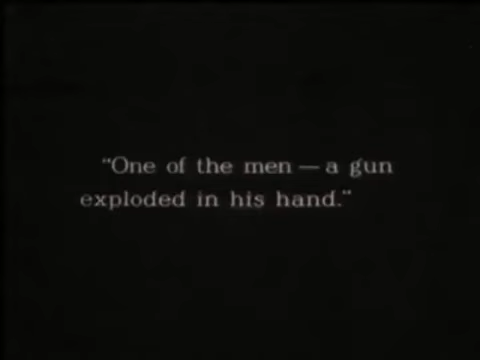 “One of the men — a gun
exploded in his hand.”